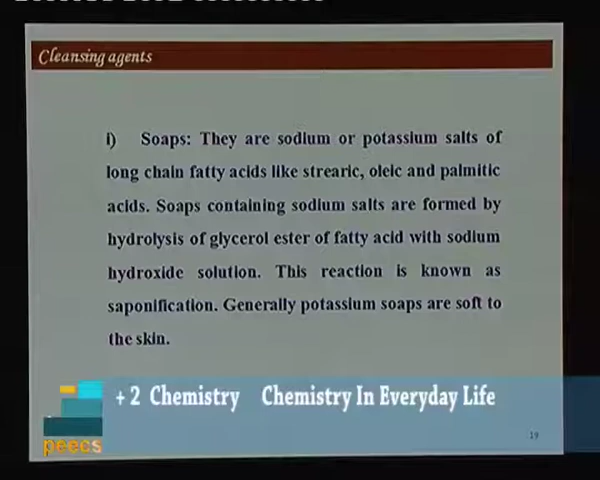 Cleansing agents
i) Soaps: They are sodium or potassium salts of
long chain fatty acids like strearic, oleic and palmitic
acids. Soaps containing sodium salts are formed by
hydrolysis of glycerol ester of fatty acid with sodium
hydroxide solution. This reaction is known as
saponification. Generally potassium soaps are soft to
the skin.
+2 Chemistry Chemistry In Everyday Life
peecs
19